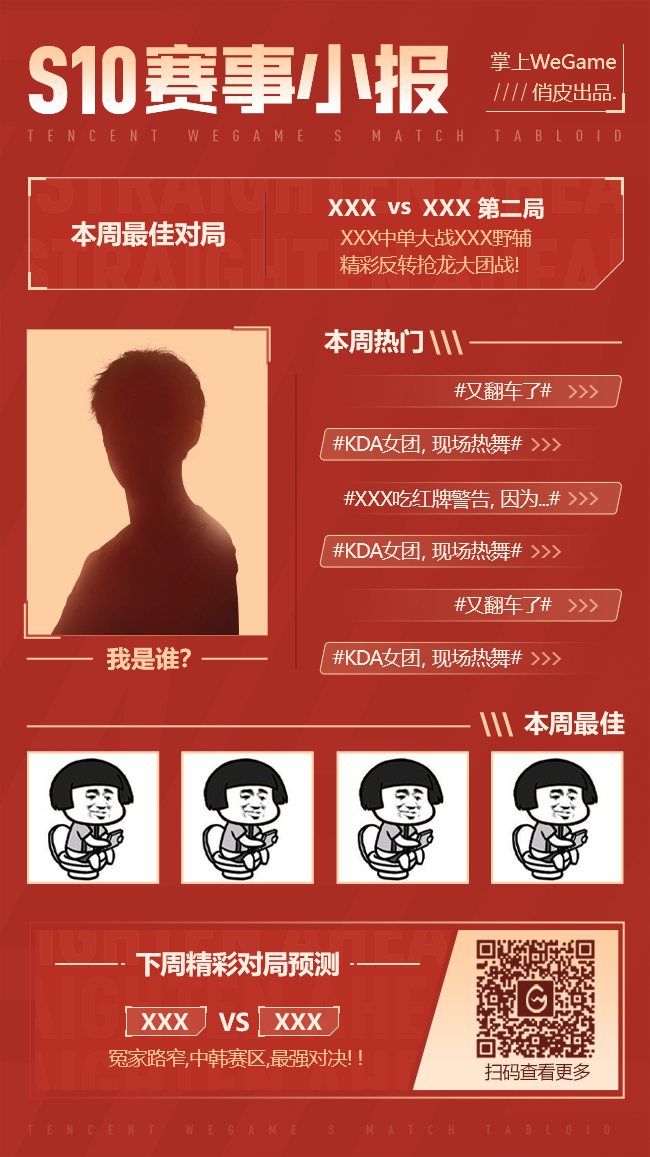 S10赛事小报
掌上WeGame
//// 俏皮出品.
TENCENT WEGAME S MATCH TABLOID
本周最佳对局
XXX vs XXX 第二局
XXX中单大战XXX野辅
精彩反转抢龙大团战!
本周热门
#又翻车了# >>>
#KDA女团, 现场热舞# >>>
#XXX吃红牌警告, 因为...# >>>
#KDA女团, 现场热舞# >>>
#又翻车了# >>>
#KDA女团, 现场热舞# >>>
我是谁?
本周最佳
下周精彩对局预测
XXX VS XXX
冤家路窄,中韩赛区,最强对决! !
扫码查看更多
TENCENT WEGAME S MATCH TABLOID